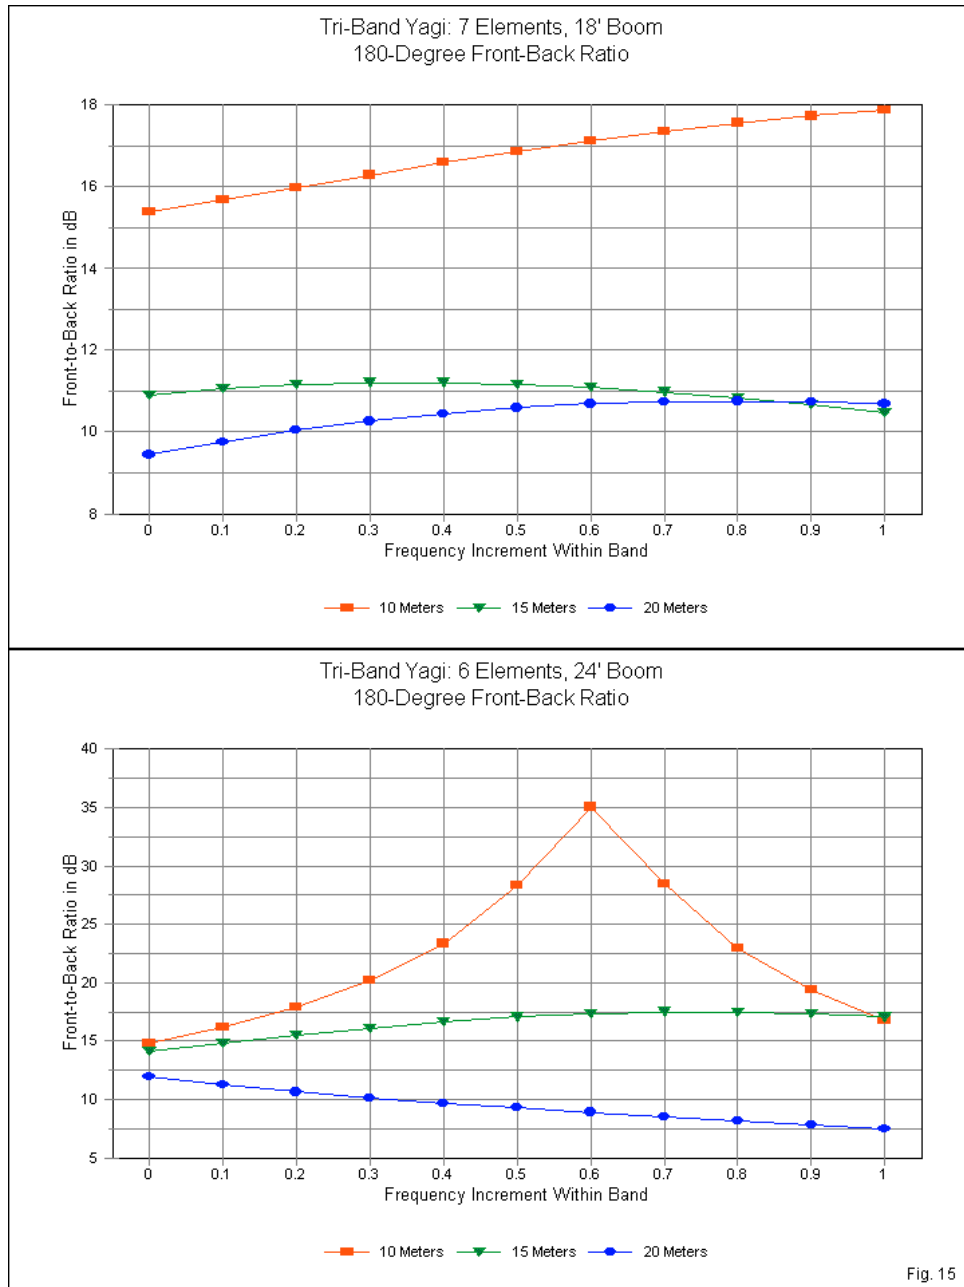 Tri-Band Yagi: 7 Elements, 18' Boom
180-Degree Front-Back Ratio
Front-to-Back Ratio in dB
18
16
14
12
10
8
0 0.1 0.2 0.3 0.4 0.5 0.6 0.7 0.8 0.9 1
Frequency Increment Within Band
10 Meters 15 Meters 20 Meters
Tri-Band Yagi: 6 Elements, 24' Boom
180-Degree Front-Back Ratio
Front-to-Back Ratio in dB
40
35
30
25
20
15
10
5
0 0.1 0.2 0.3 0.4 0.5 0.6 0.7 0.8 0.9 1
Frequency Increment Within Band
10 Meters 15 Meters 20 Meters
Fig. 15